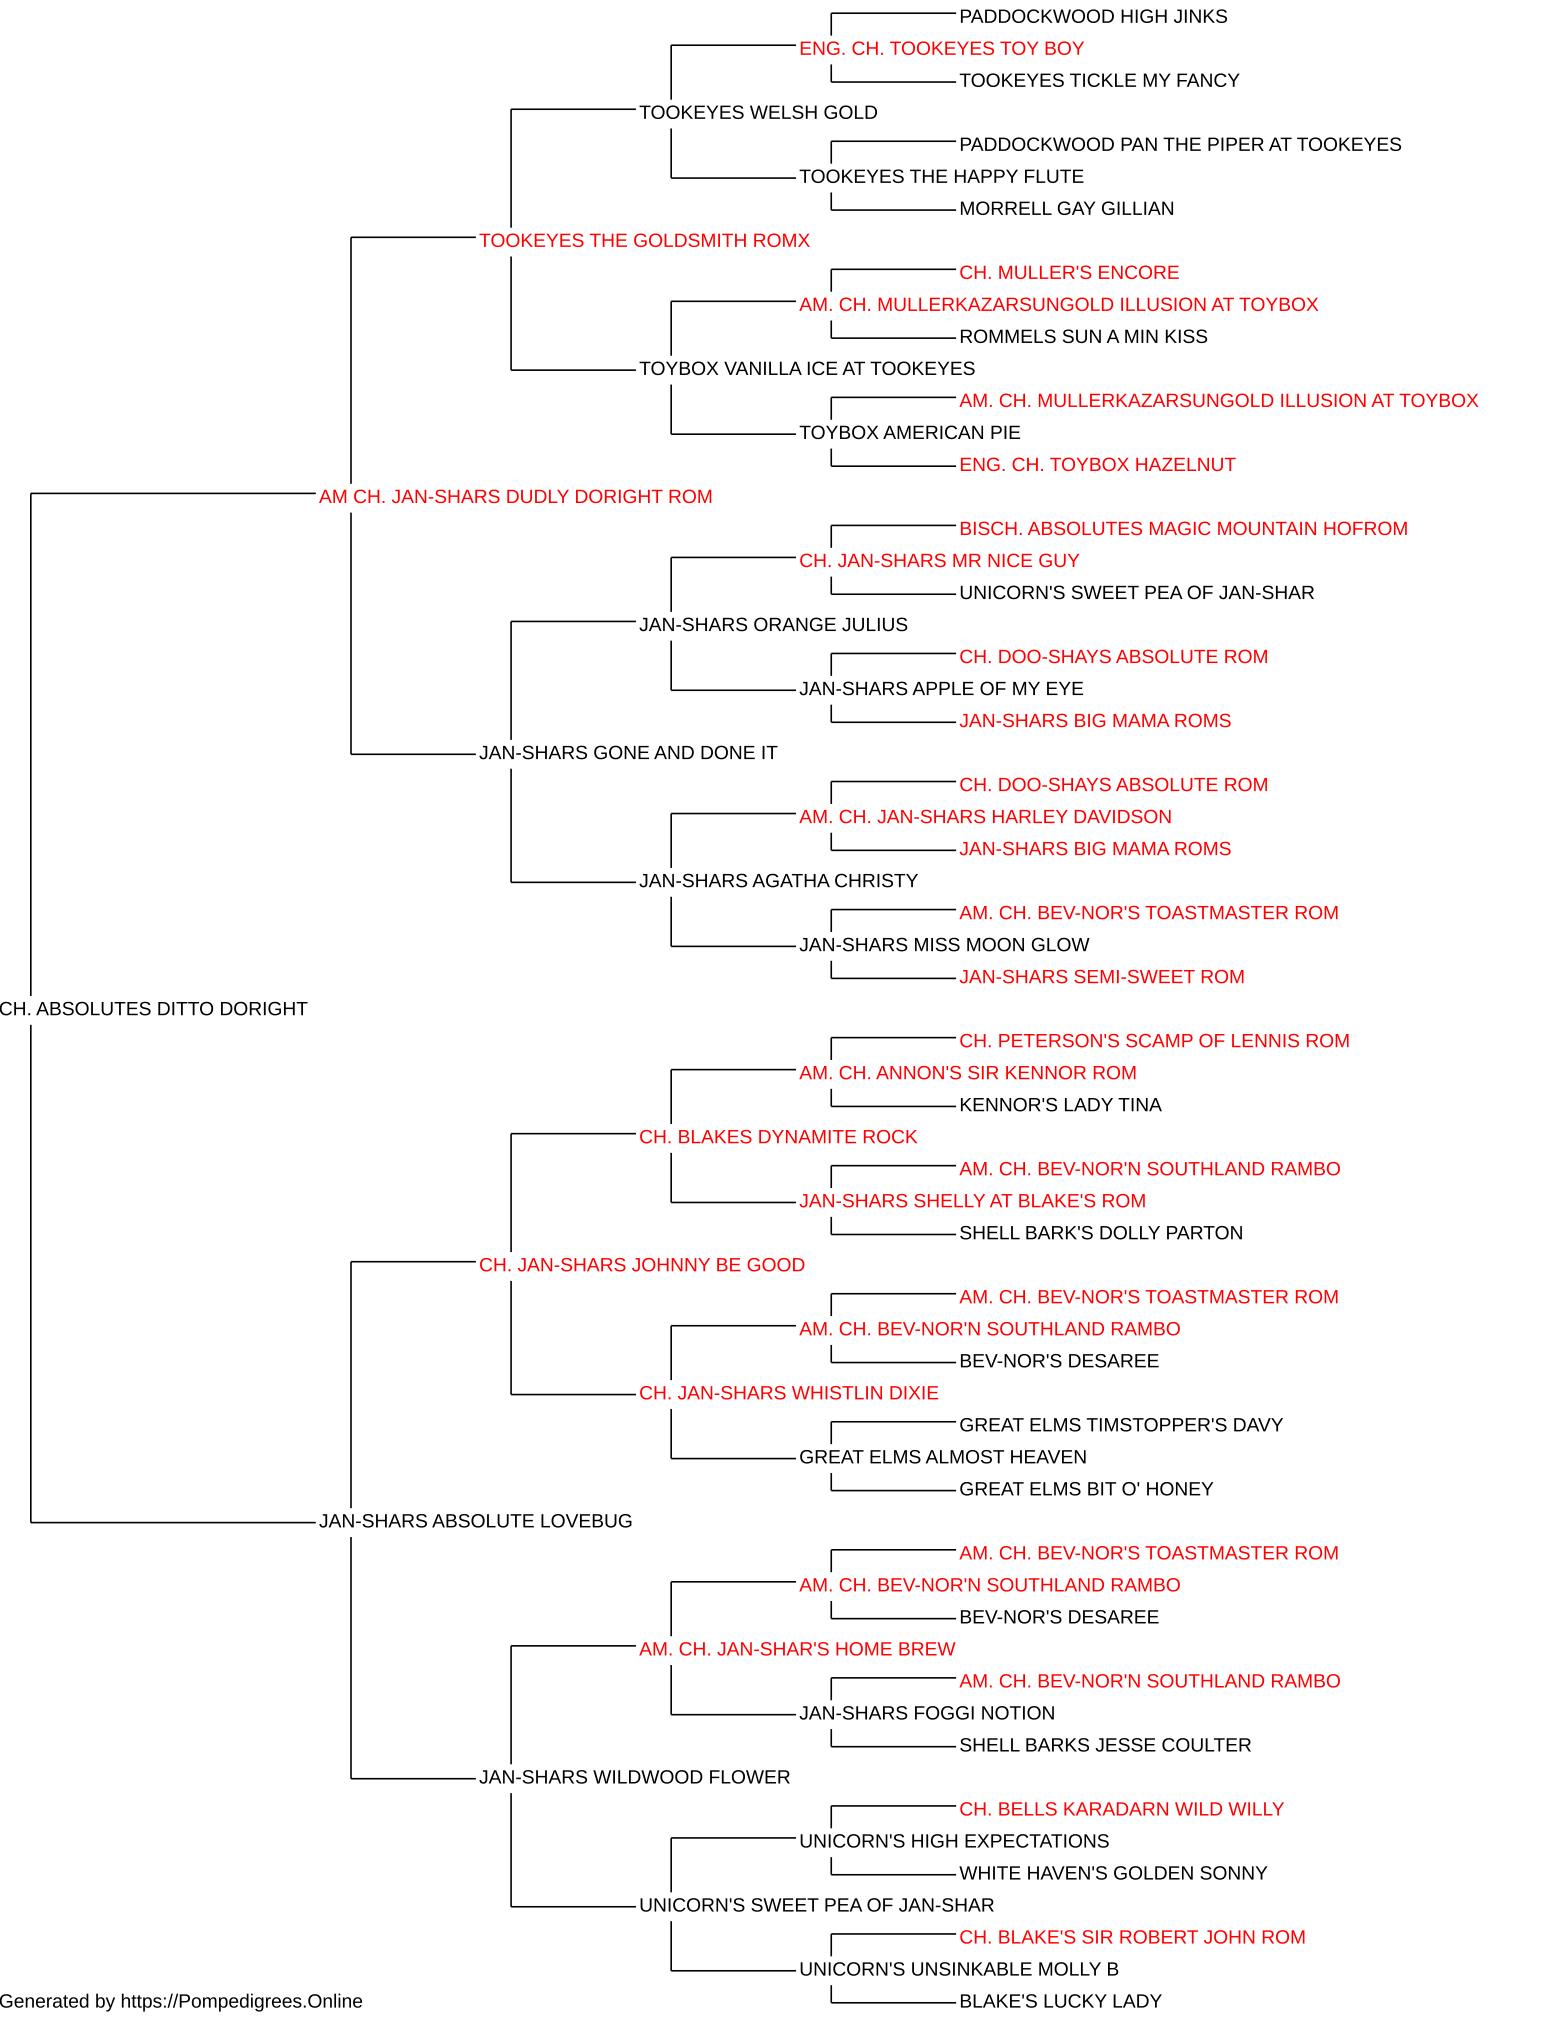 PADDOCKWOOD HIGH JINKS
ENG. CH. TOOKEYES TOY BOY
TOOKEYES TICKLE MY FANCY
TOOKEYES WELSH GOLD
PADDOCKWOOD PAN THE PIPER AT TOOKEYES
TOOKEYES THE HAPPY FLUTE
MORRELL GAY GILLIAN
TOOKEYES THE GOLDSMITH ROMX
CH. MULLER'S ENCORE
AM. CH. MULLERKAZARSUNGOLD ILLUSION AT TOYBOX
ROMMELS SUN A MIN KISS
TOYBOX VANILLA ICE AT TOOKEYES
AM. CH. MULLERKAZARSUNGOLD ILLUSION AT TOYBOX
TOYBOX AMERICAN PIE
ENG. CH. TOYBOX HAZELNUT
AM CH. JAN-SHARS DUDLY DORIGHT ROM
BISCH. ABSOLUTES MAGIC MOUNTAIN HOFROM
CH. JAN-SHARS MR NICE GUY
UNICORN'S SWEET PEA OF JAN-SHAR
JAN-SHARS ORANGE JULIUS
CH. DOO-SHAYS ABSOLUTE ROM
JAN-SHARS APPLE OF MY EYE
JAN-SHARS BIG MAMA ROMS
JAN-SHARS GONE AND DONE IT
CH. DOO-SHAYS ABSOLUTE ROM
AM. CH. JAN-SHARS HARLEY DAVIDSON
JAN-SHARS BIG MAMA ROMS
JAN-SHARS AGATHA CHRISTY
AM. CH. BEV-NOR'S TOASTMASTER ROM
JAN-SHARS MISS MOON GLOW
JAN-SHARS SEMI-SWEET ROM
CH. ABSOLUTES DITTO DORIGHT
CH. PETERSON'S SCAMP OF LENNIS ROM
AM. CH. ANNON'S SIR KENNOR ROM
KENNOR'S LADY TINA
CH. BLAKES DYNAMITE ROCK
AM. CH. BEV-NOR'N SOUTHLAND RAMBO
JAN-SHARS SHELLY AT BLAKE'S ROM
SHELL BARK'S DOLLY PARTON
CH. JAN-SHARS JOHNNY BE GOOD
AM. CH. BEV-NOR'S TOASTMASTER ROM
AM. CH. BEV-NOR'N SOUTHLAND RAMBO
BEV-NOR'S DESAREE
CH. JAN-SHARS WHISTLIN DIXIE
GREAT ELMS TIMSTOPPER'S DAVY
GREAT ELMS ALMOST HEAVEN
GREAT ELMS BIT O' HONEY
JAN-SHARS ABSOLUTE LOVEBUG
AM. CH. BEV-NOR'S TOASTMASTER ROM
AM. CH. BEV-NOR'N SOUTHLAND RAMBO
BEV-NOR'S DESAREE
AM. CH. JAN-SHAR'S HOME BREW
AM. CH. BEV-NOR'N SOUTHLAND RAMBO
JAN-SHARS FOGGI NOTION
SHELL BARKS JESSE COULTER
JAN-SHARS WILDWOOD FLOWER
CH. BELLS KARADARN WILD WILLY
UNICORN'S HIGH EXPECTATIONS
WHITE HAVEN'S GOLDEN SONNY
UNICORN'S SWEET PEA OF JAN-SHAR
CH. BLAKE'S SIR ROBERT JOHN ROM
UNICORN'S UNSINKABLE MOLLY B
BLAKE'S LUCKY LADY
Generated by https://Pompedigrees.Online